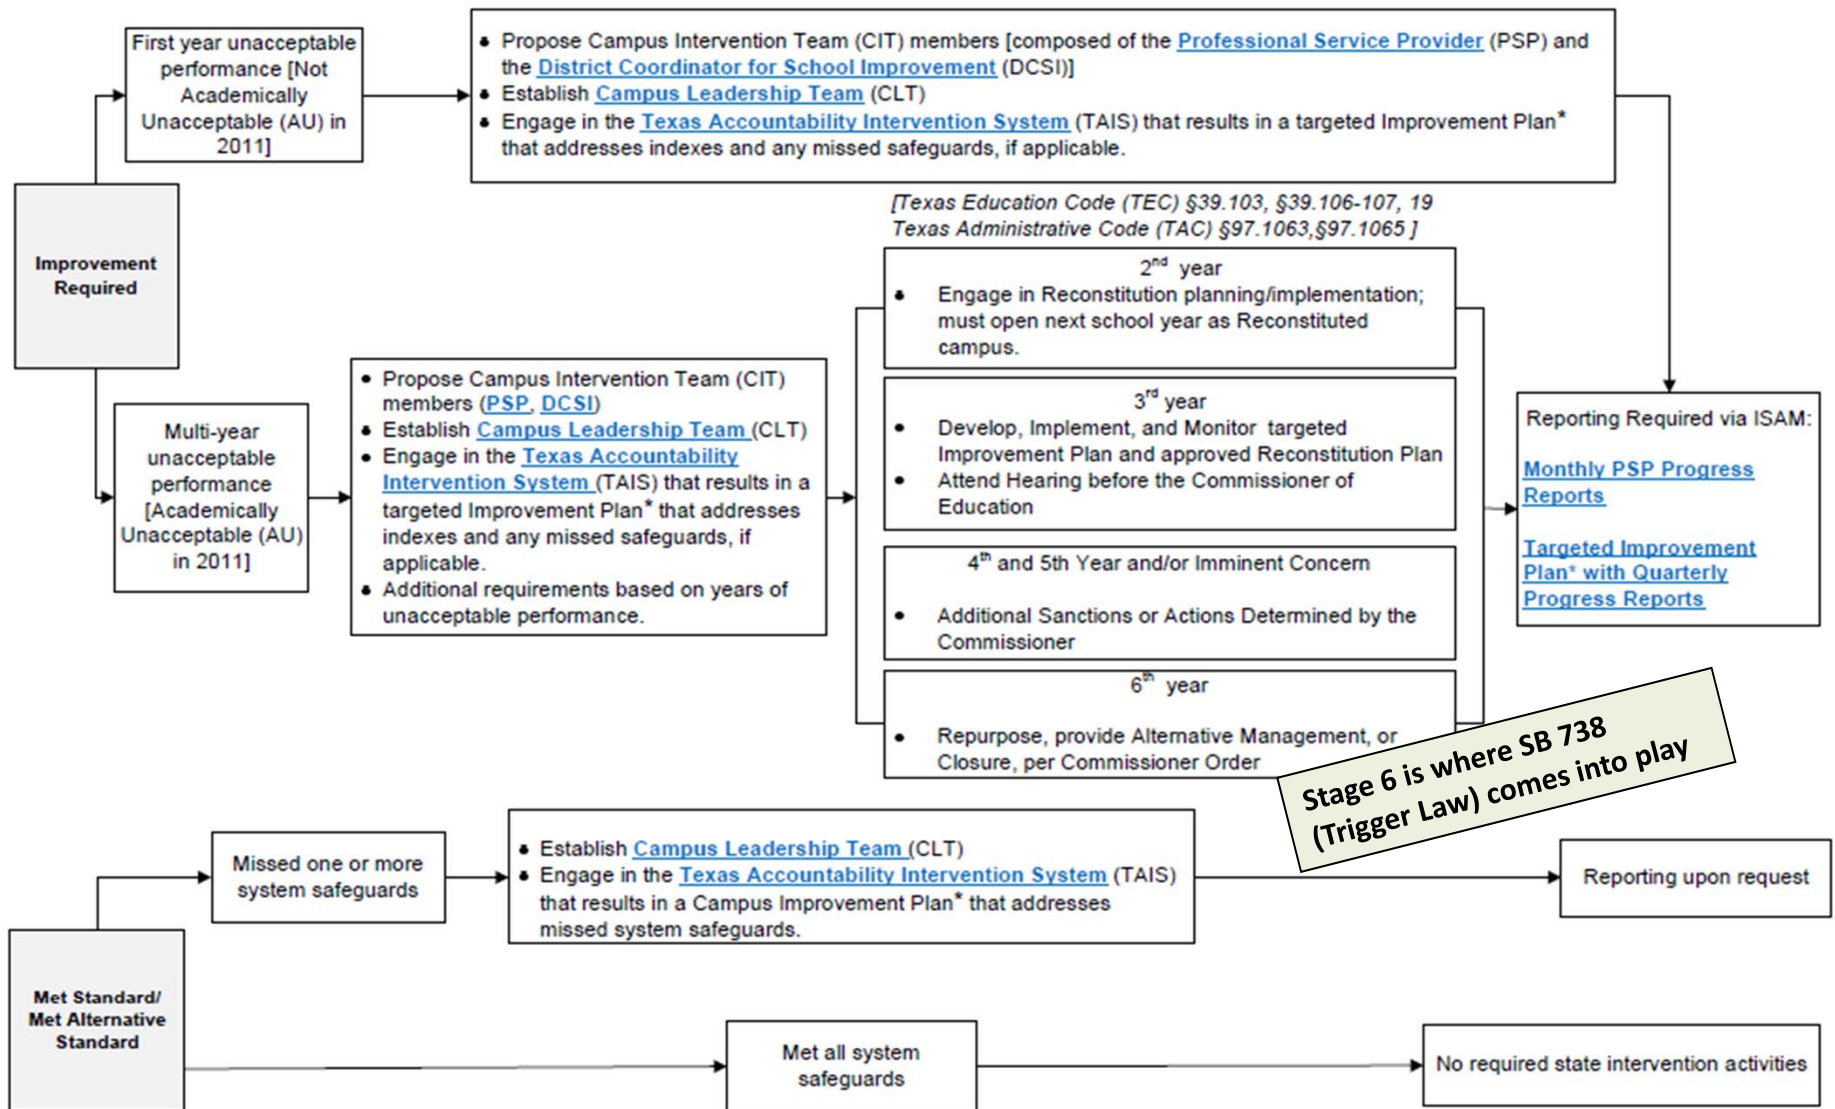 First year unacceptable
performance [Not
Academically
Unacceptable (AU) in
2011]
• Propose Campus Intervention Team (CIT) members [composed of the Professional Service Provider (PSP) and
the District Coordinator for School Improvement (DCSI)]
• Establish Campus Leadership Team (CLT)
• Engage in the Texas Accountability Intervention System (TAIS) that results in a targeted Improvement Plan*
that addresses indexes and any missed safeguards, if applicable.
[Texas Education Code (TEC) §39.103, §39.106-107, 19
Texas Administrative Code (TAC) §97.1063,§97.1065 ]
Improvement
Required
Multi-year
unacceptable
performance
[Academically
Unacceptable (AU)
in 2011]
• Propose Campus Intervention Team (CIT)
members (PSP, DCSI)
• Establish Campus Leadership Team (CLT)
• Engage in the Texas Accountability
Intervention System (TAIS) that results in a
targeted Improvement Plan* that addresses
indexes and any missed safeguards, if
applicable.
• Additional requirements based on years of
unacceptable performance.
2nd year
• Engage in Reconstitution planning/implementation;
must open next school year as Reconstituted
campus.
3rd year
• Develop, Implement, and Monitor targeted
Improvement Plan and approved Reconstitution Plan
• Attend Hearing before the Commissioner of
Education
4th and 5th Year and/or Imminent Concern
• Additional Sanctions or Actions Determined by the
Commissioner
6th year
• Repurpose, provide Alternative Management, or
Closure, per Commissioner Order
Reporting Required via ISAM:
Monthly PSP Progress
Reports
Targeted Improvement
Plan* with Quarterly
Progress Reports
Stage 6 is where SB 738
(Trigger Law) comes into play
Missed one or more
system safeguards
• Establish Campus Leadership Team (CLT)
• Engage in the Texas Accountability Intervention System (TAIS)
that results in a Campus Improvement Plan* that addresses
missed system safeguards.
Reporting upon request
Met Standard/
Met Alternative
Standard
Met all system
safeguards
No required state intervention activities